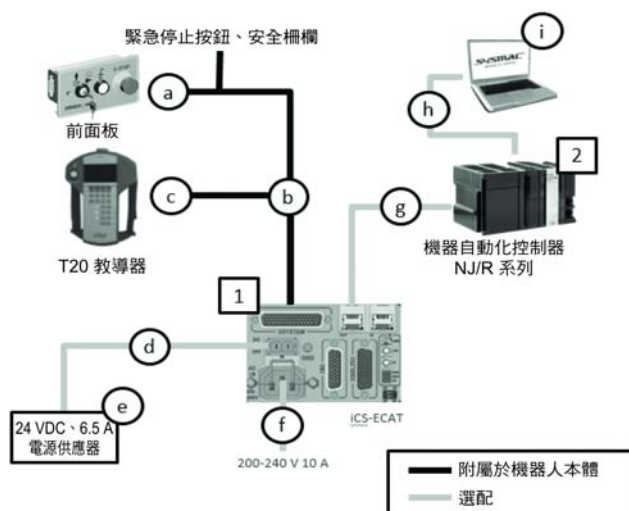 緊急停止按鈕、安全柵欄
i
SYSMAC
a
E-STOP
前面板
h
2
c
b
g
T20 教導器
機器自動化控制器
NJ/R 系列
1
XSYSTEM
d
e
24 VDC、6.5 A
電源供應器
f
iCS-ECAT
200-240 V 10 A
附屬於機器人本體
選配